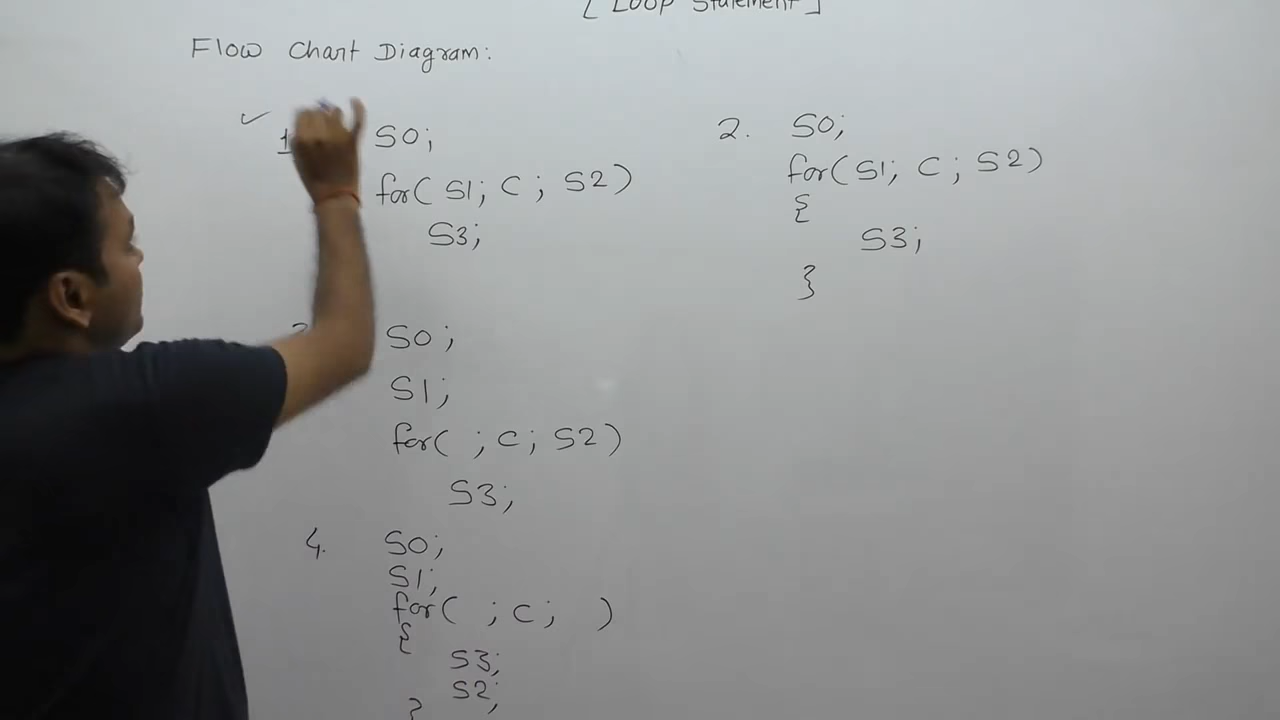 [ Loop Statement ]
Flow Chart Diagram:
1. S0;
for( S1; C ; S2 )
S3;
2. S0;
for( S1; C ; S2 )
{
S3;
}
S0;
S1;
for( ; C; S2 )
S3;
4. S0;
S1;
for( ; C; )
{
S3;
S2;
}